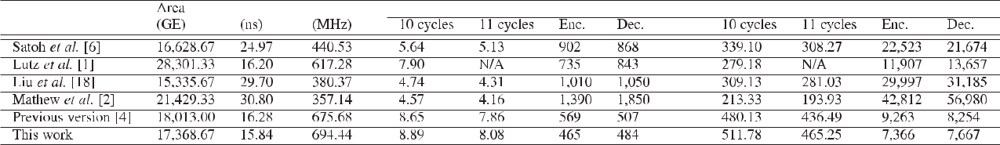 Area
(GE) (ns) (MHz) 10 cycles 11 cycles Enc. Dec. 10 cycles 11 cycles Enc. Dec.
Satoh et al. [6] 16,628.67 24.97 440.53 5.64 5.13 902 868 339.10 308.27 22,523 21,674
Lutz et al. [1] 28,301.33 16.20 617.28 7.90 N/A 735 843 279.18 N/A 11,907 13,657
Liu et al. [18] 15,335.67 29.70 380.37 4.74 4.31 1,010 1,050 309.13 281.03 29,997 31,185
Mathew et al. [2] 21,429.33 30.80 357.14 4.57 4.16 1,390 1,850 213.33 193.93 42,812 56,980
Previous version [4] 18,013.00 16.28 675.68 8.65 7.86 569 507 480.13 436.49 9,263 8,254
This work 17,368.67 15.84 694.44 8.89 8.08 465 484 511.78 465.25 7,366 7,667